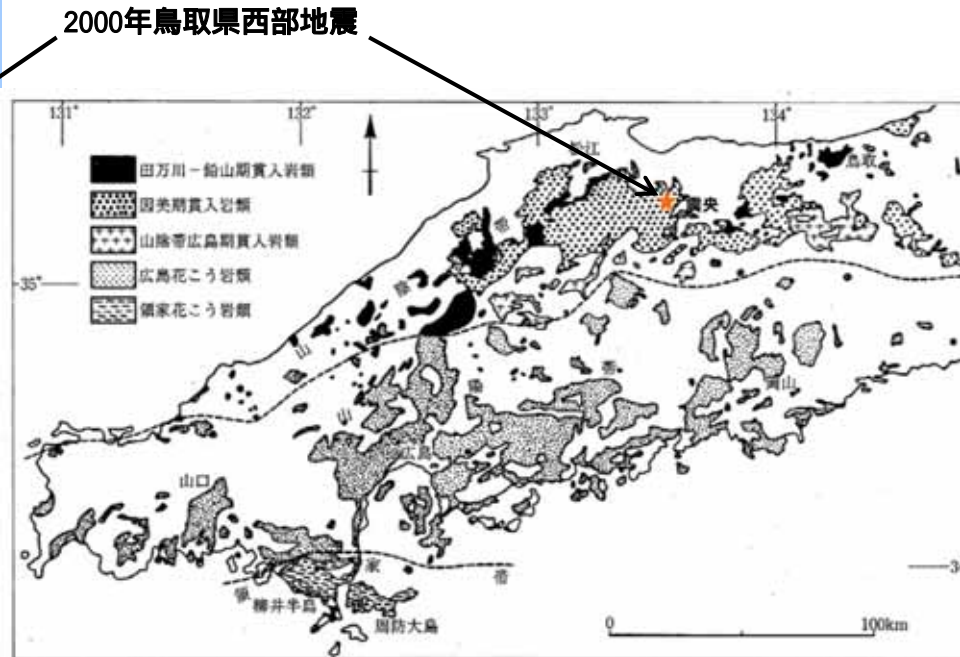 2000年鳥取県西部地震
131°
132°
133°
134°
田万川－鉛山期貫入岩類
因美期貫入岩類
山陰帯広島期貫入岩類
広島花こう岩類
領家花こう岩類
松江
鳥取
震央
35°
山
陰
帯
山
陽
帯
岡山
広島
山口
領
家
帯
柳井半島
周防大島
0
100km